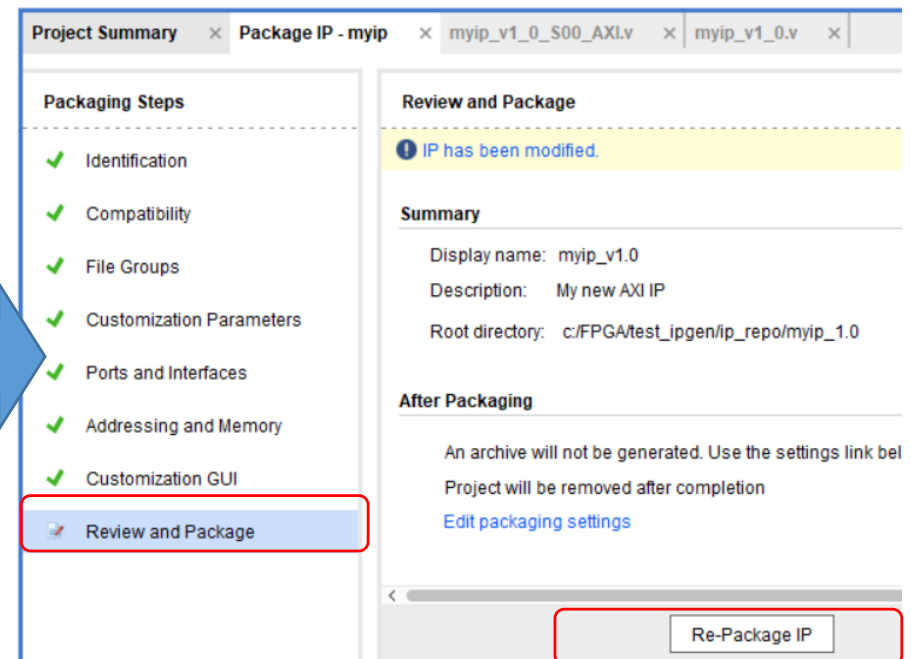 Project Summary × Package IP - myip × myip_v1_0_S00_AXI.v × myip_v1_0.v ×
Packaging Steps
Identification
Compatibility
File Groups
Customization Parameters
Ports and Interfaces
Addressing and Memory
Customization GUI
Review and Package
Review and Package
IP has been modified.
Summary
Display name: myip_v1.0
Description: My new AXI IP
Root directory: c:/FPGA/test_ipgen/ip_repo/myip_1.0
After Packaging
An archive will not be generated. Use the settings link bel
Project will be removed after completion
Edit packaging settings
Re-Package IP